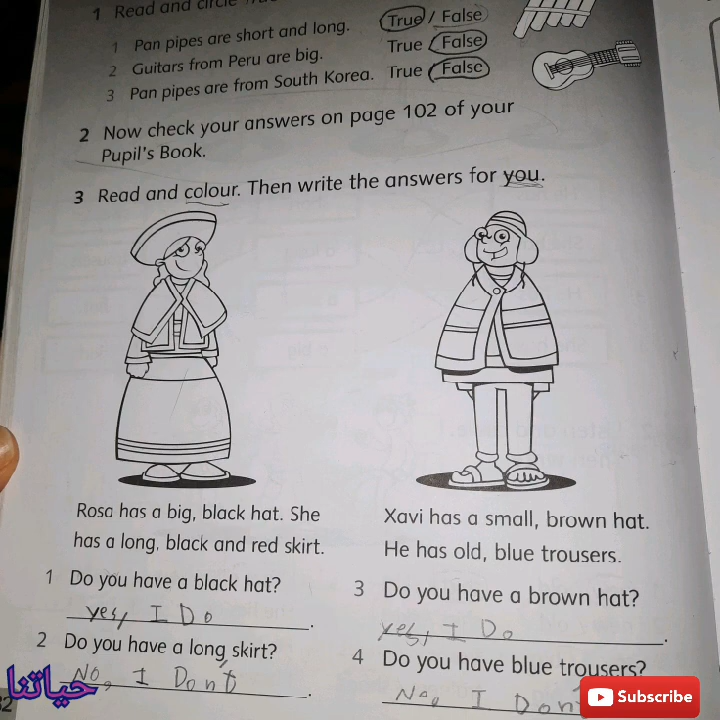 1 Read and circle
1 Pan pipes are short and long. True / False
2 Guitars from Peru are big. True / False
3 Pan pipes are from South Korea. True / False
2 Now check your answers on page 102 of your
Pupil's Book.
3 Read and colour. Then write the answers for you.
Rosa has a big, black hat. She
has a long, black and red skirt.
Xavi has a small, brown hat.
He has old, blue trousers.
1 Do you have a black hat?
yes, I Do .
2 Do you have a long skirt?
No, I Don't .
3 Do you have a brown hat?
yes, I Do .
4 Do you have blue trousers?
No, I Don
حياتنا
Subscribe